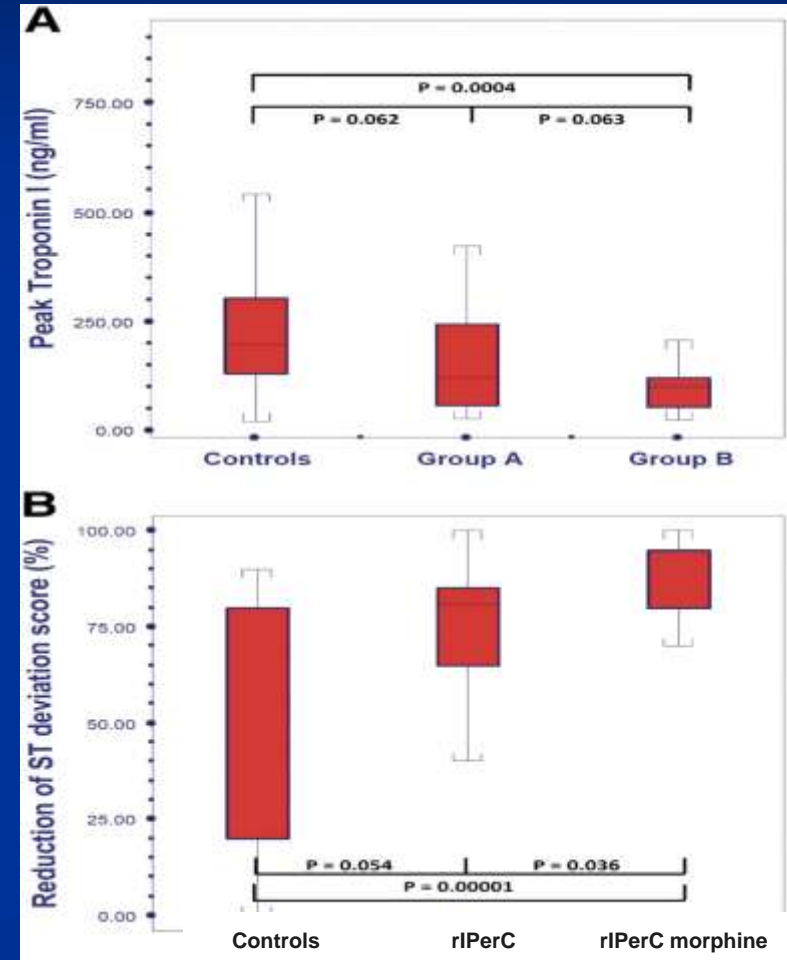 A
Peak Troponin I (ng/ml)
750.00
500.00
250.00
0.00
P = 0.0004
P = 0.062
P = 0.063
Controls
Group A
Group B
B
Reduction of ST deviation score (%)
100.00
75.00
50.00
25.00
0.00
P = 0.054
P = 0.036
P = 0.00001
Controls
rIPerC
rIPerC morphine